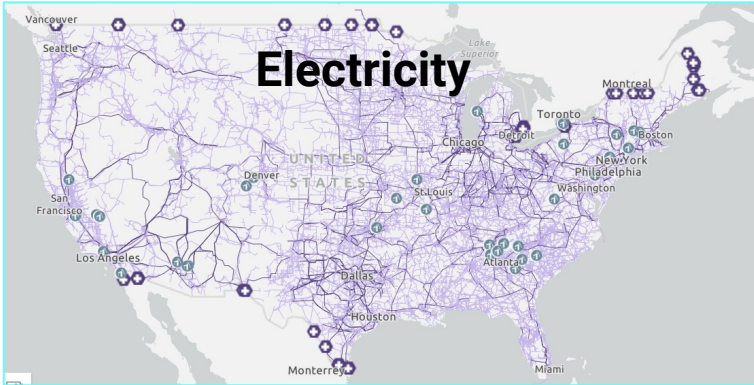 Vancouver
Seattle
Electricity
Lake
Superior
Montreal
Toronto
Detroit
Chicago
Boston
New York
Philadelphia
UNITED
STATES
Denver
St.Louis
Washington
San
Francisco
Los Angeles
Atlanta
Dallas
Houston
Monterrey
Miami